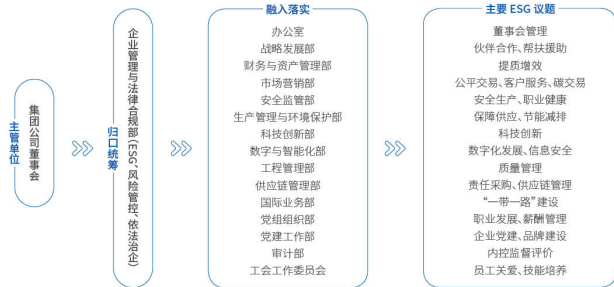 主管单位
集团公司董事会
归口统筹
企业管理与法律合规部（ESG、风险管控、依法治企）
融入落实
办公室
战略发展部
财务与资产管理部
市场营销部
安全监管部
生产管理与环境保护部
科技创新部
数字与智能化部
工程管理部
供应链管理部
国际业务部
党组组织部
党建工作部
审计部
工会工作委员会
主要 ESG 议题
董事会管理
伙伴合作、帮扶援助
提质增效
公平交易、客户服务、碳交易
安全生产、职业健康
保障供应、节能减排
科技创新
数字化发展、信息安全
质量管理
责任采购、供应链管理
“一带一路”建设
职业发展、薪酬管理
企业党建、品牌建设
内控监督评价
员工关爱、技能培养